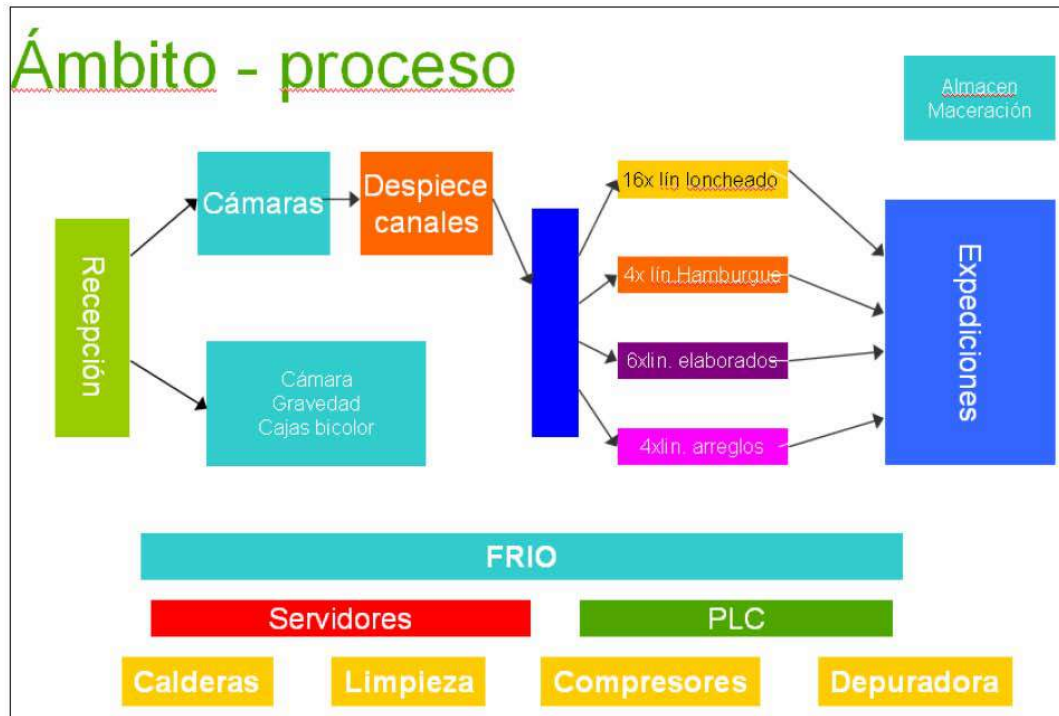 Ámbito - proceso
Almacen
Maceración
Recepción
Cámaras
Despiece
canales
Cámara
Gravedad
Cajas bicolor
16x lín loncheado
4x lín Hamburgue
6xlin. elaborados
4xlin. arreglos
Expediciones
FRIO
Servidores
PLC
Calderas
Limpieza
Compresores
Depuradora